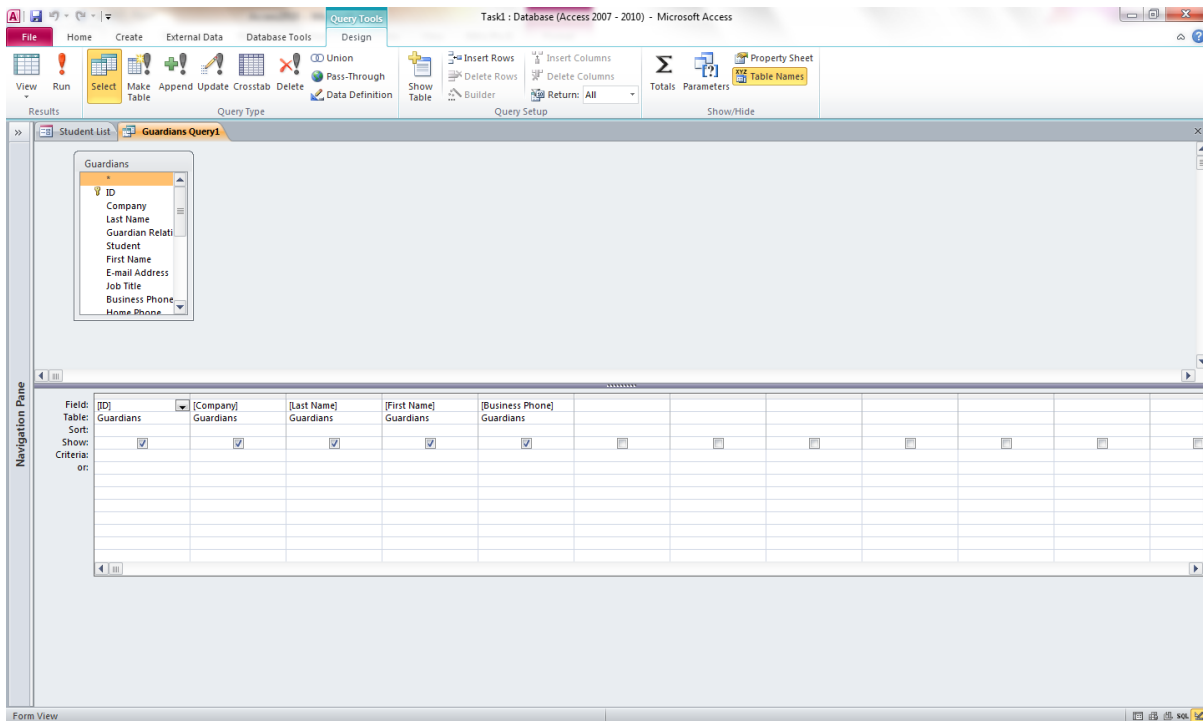 Task1 : Database (Access 2007 - 2010) - Microsoft Access
Query Tools
File Home Create External Data Database Tools Design
View
Run
Select
Make Table
Append
Update
Crosstab
Delete
Union
Pass-Through
Data Definition
Show Table
Insert Rows
Delete Rows
Builder
Insert Columns
Delete Columns
Return: All
Totals
Parameters
Property Sheet
Table Names
Results Query Type Query Setup Show/Hide
Student List Guardians Query1
Guardians
*
ID
Company
Last Name
Guardian Relati
Student
First Name
E-mail Address
Job Title
Business Phone
Home Phone
Navigation Pane
Field: [ID] [Company] [Last Name] [First Name] [Business Phone]
Table: Guardians Guardians Guardians Guardians Guardians
Sort:
Show:
Criteria:
or:
Form View SQL